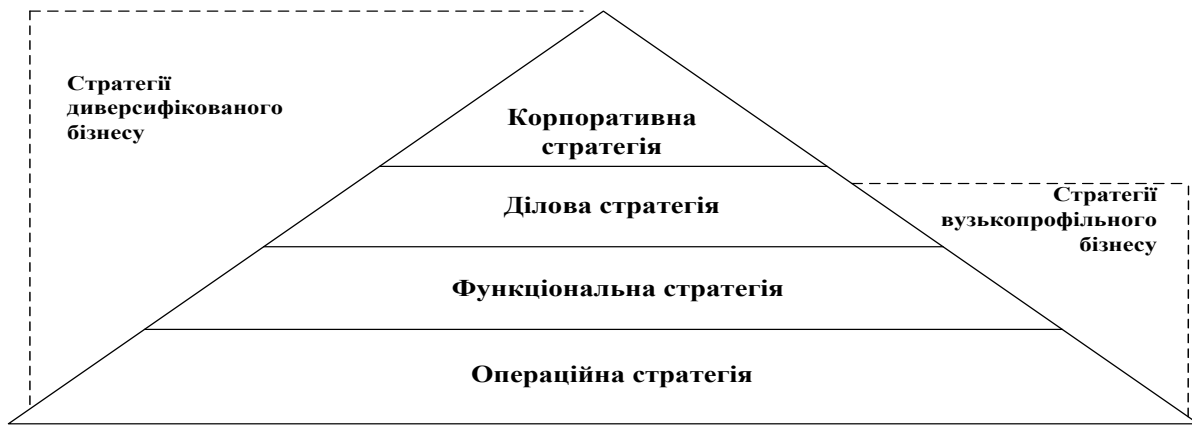 Стратегії
диверсифікованого
бізнесу
Корпоративна
стратегія
Ділова стратегія
Стратегії
вузькопрофільного
бізнесу
Функціональна стратегія
Операційна стратегія